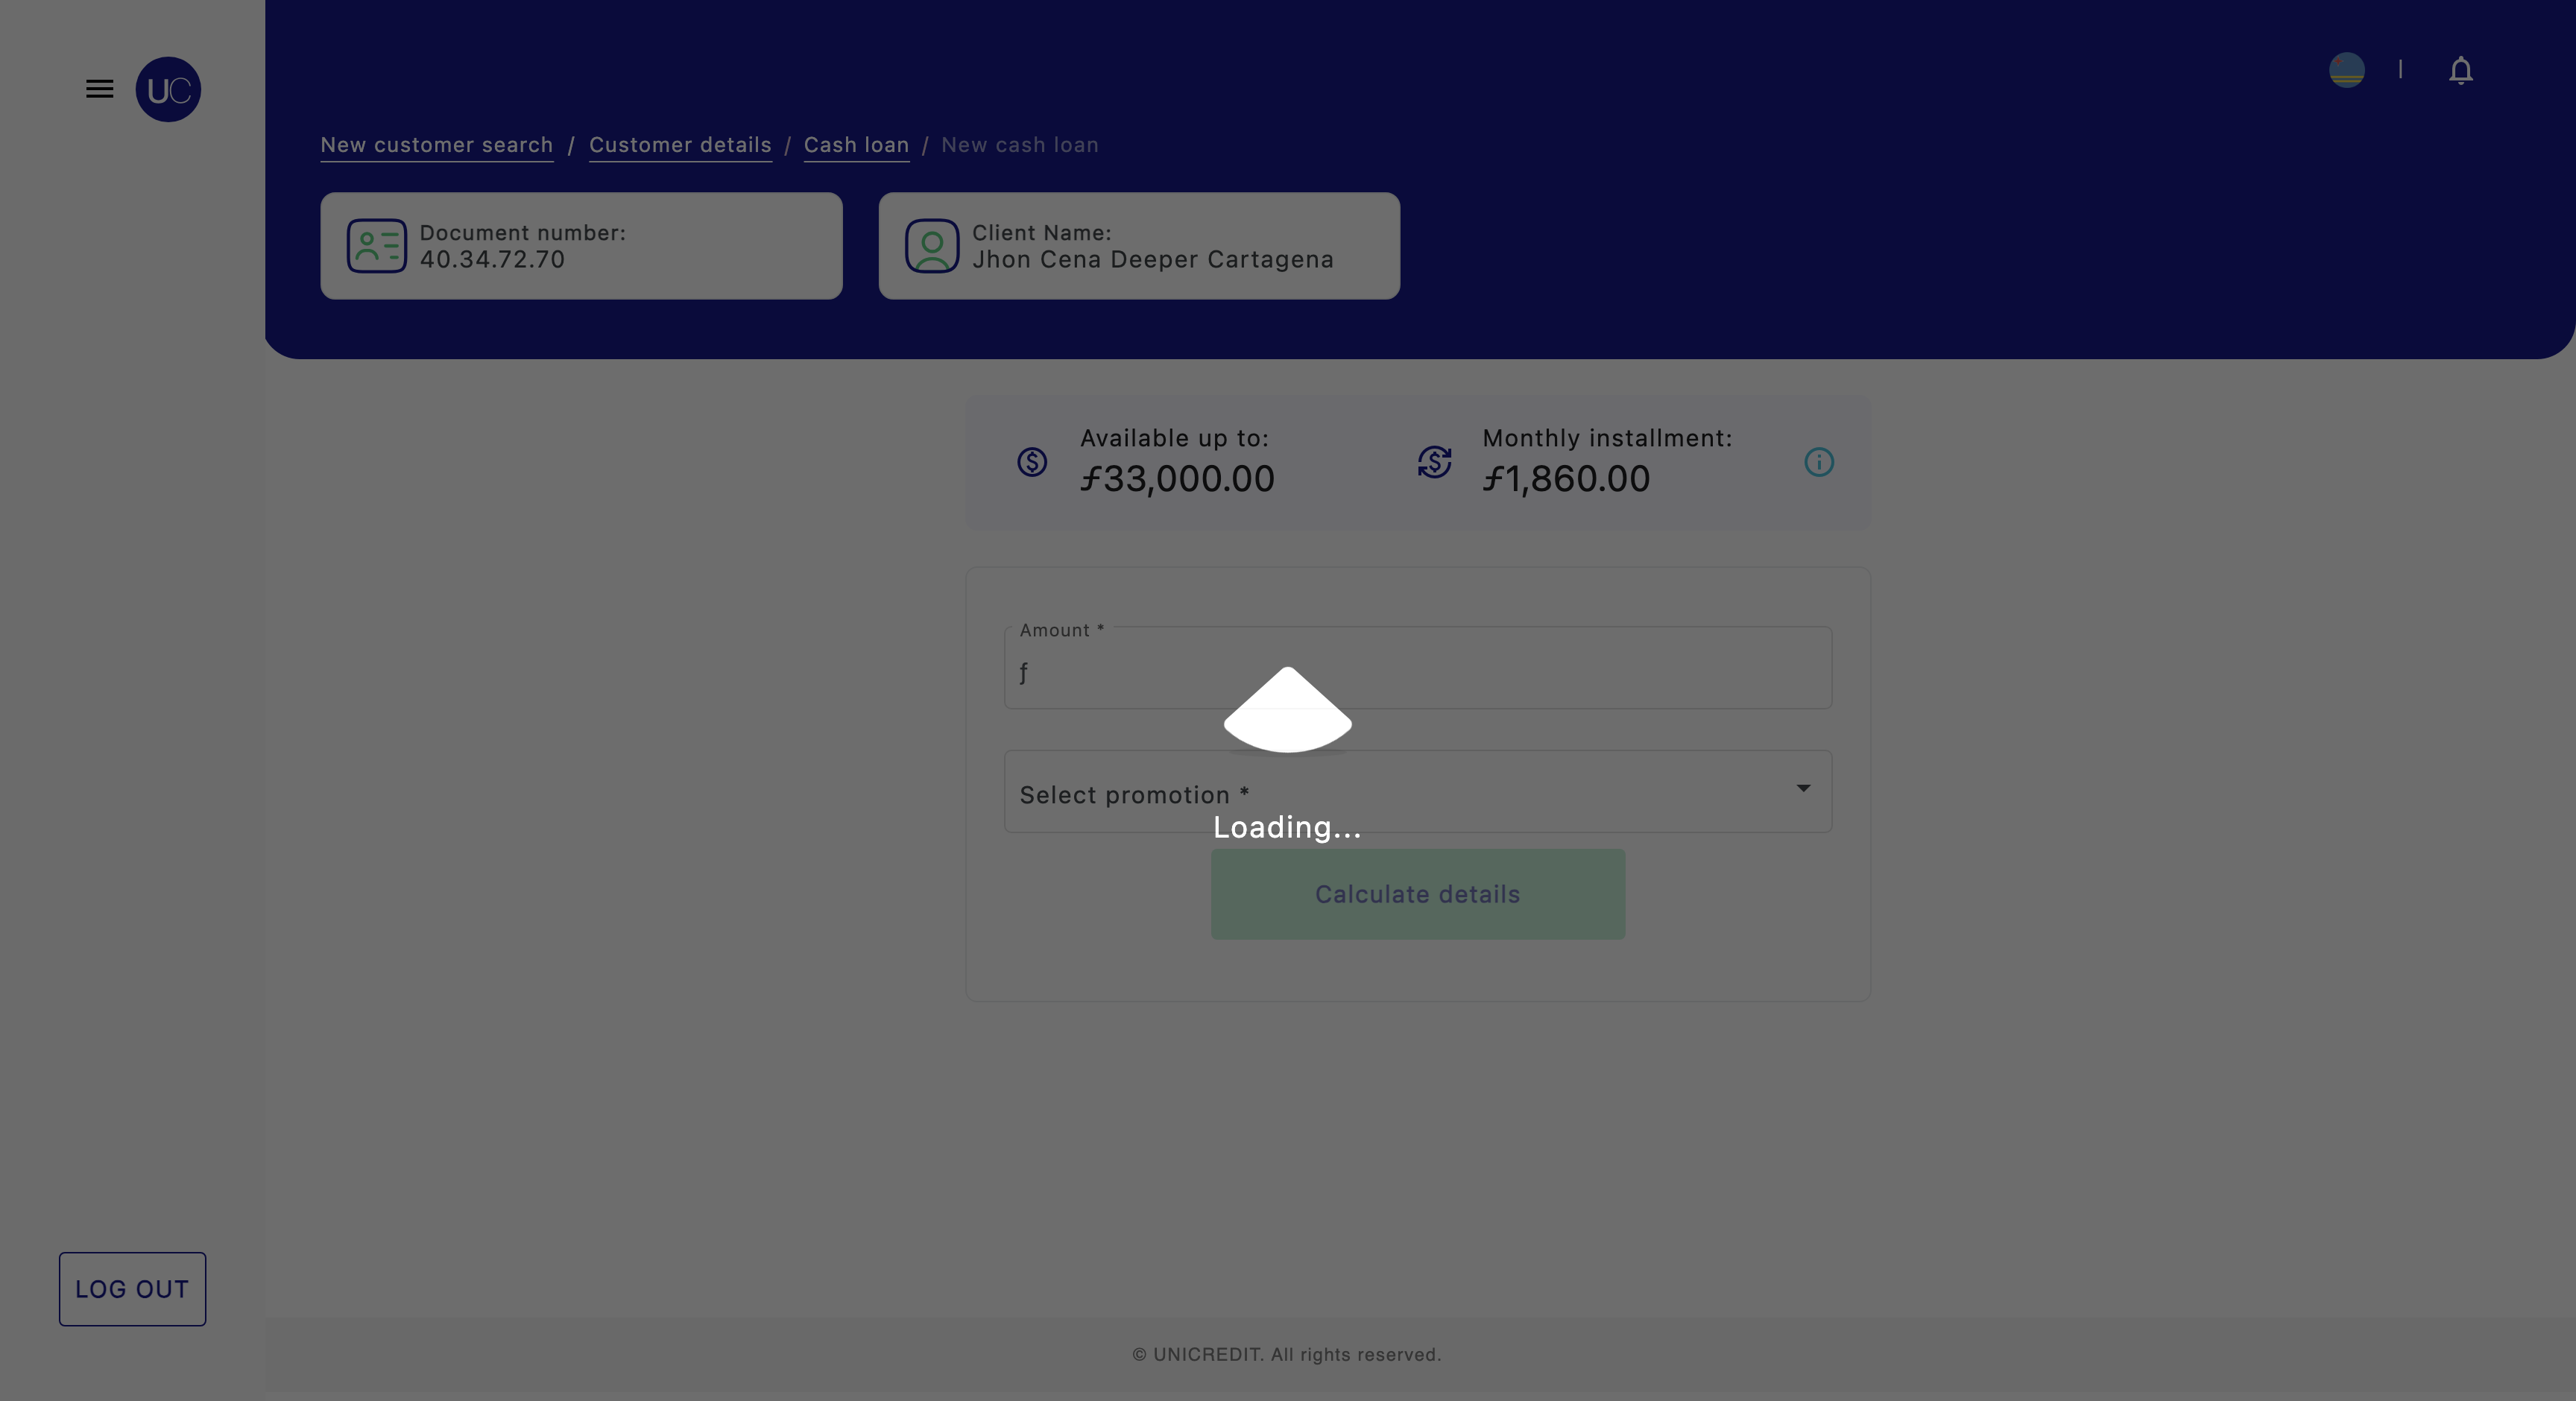 UC
New customer search / Customer details / Cash loan / New cash loan
Document number:
40.34.72.70
Client Name:
Jhon Cena Deeper Cartagena
Available up to:
ƒ33,000.00
Monthly installment:
ƒ1,860.00
Amount *
ƒ
Select promotion *
Loading...
Calculate details
LOG OUT
© UNICREDIT. All rights reserved.